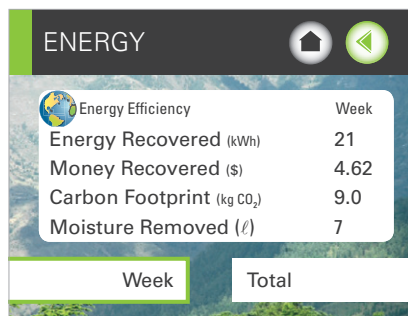 ENERGY
Energy Efficiency Week
Energy Recovered (kWh) 21
Money Recovered ($) 4.62
Carbon Footprint (kg CO₂) 9.0
Moisture Removed (ℓ) 7
Week Total